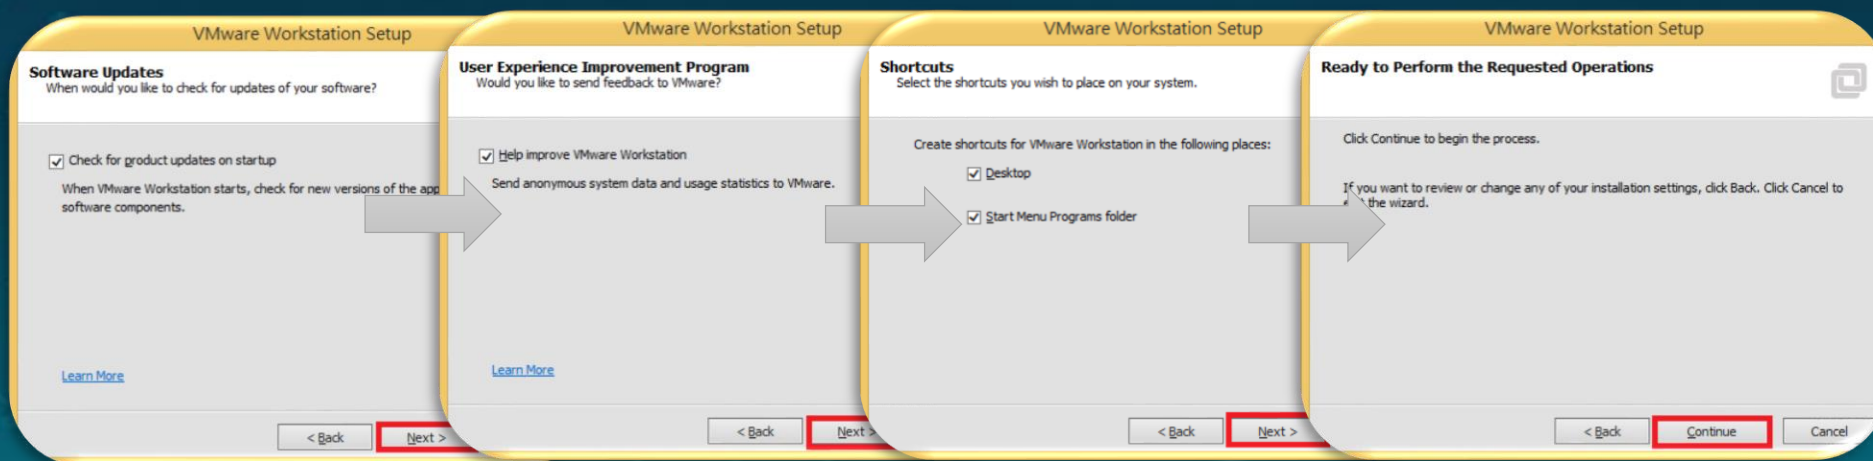 VMware Workstation Setup
Software Updates
When would you like to check for updates of your software?
Check for product updates on startup
When VMware Workstation starts, check for new versions of the app
software components.
Learn More
< Back
Next >
VMware Workstation Setup
User Experience Improvement Program
Would you like to send feedback to VMware?
Help improve VMware Workstation
Send anonymous system data and usage statistics to VMware.
Learn More
< Back
Next >
VMware Workstation Setup
Shortcuts
Select the shortcuts you wish to place on your system.
Create shortcuts for VMware Workstation in the following places:
Desktop
Start Menu Programs folder
< Back
Next >
VMware Workstation Setup
Ready to Perform the Requested Operations
Click Continue to begin the process.
If you want to review or change any of your installation settings, click Back. Click Cancel to
the wizard.
< Back
Continue
Cancel